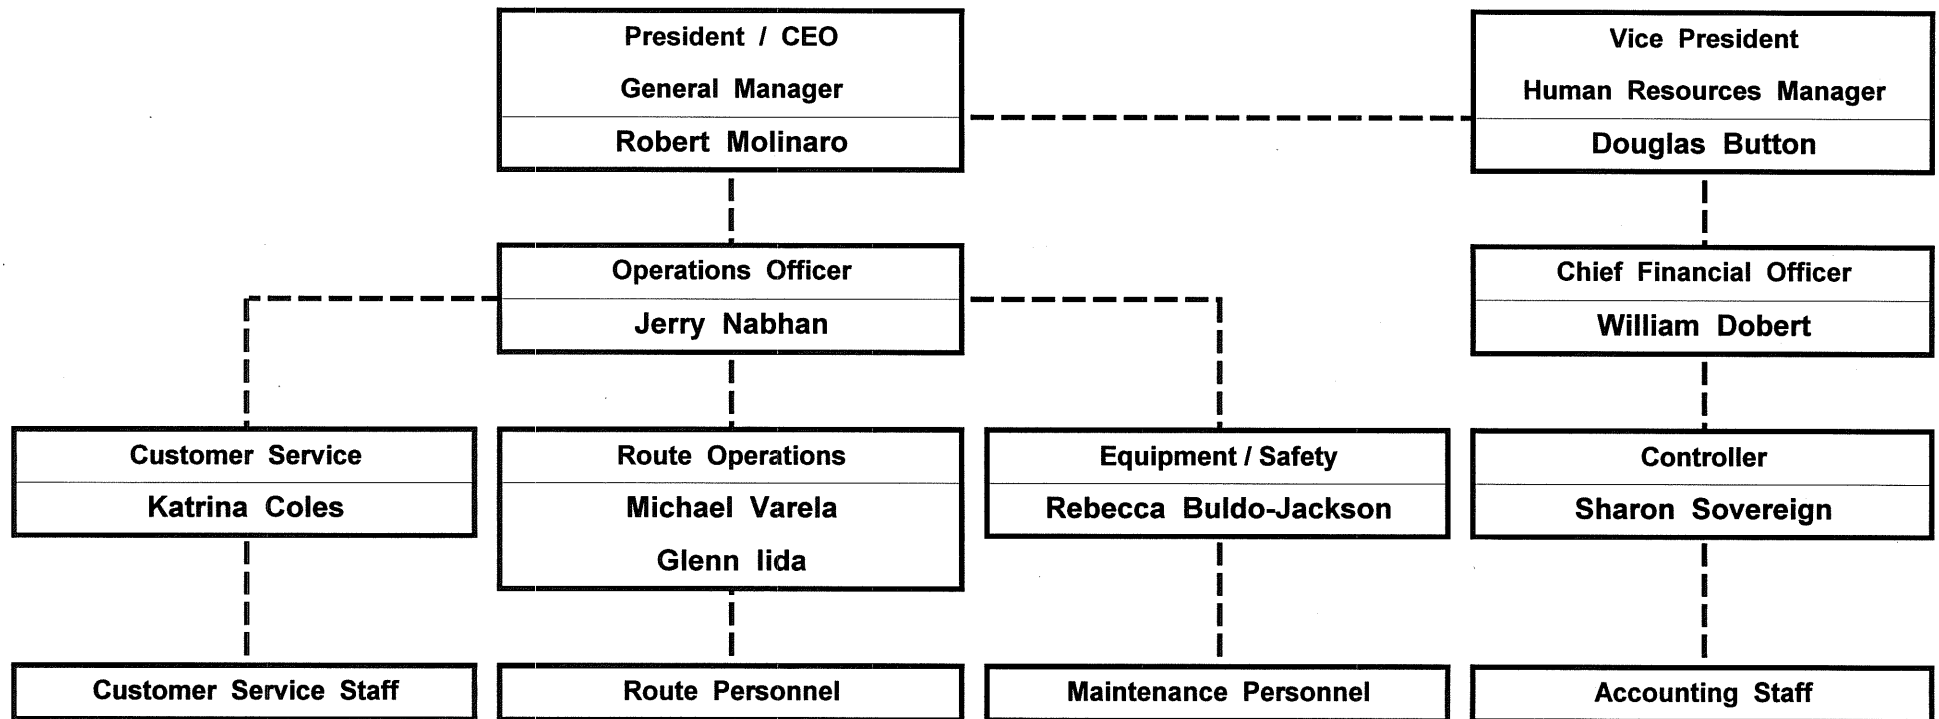 President / CEO
General Manager
Robert Molinaro
Vice President
Human Resources Manager
Douglas Button
Operations Officer
Jerry Nabhan
Chief Financial Officer
William Dobert
Customer Service
Katrina Coles
Route Operations
Michael Varela
Glenn Iida
Equipment / Safety
Rebecca Buldo-Jackson
Controller
Sharon Sovereign
Customer Service Staff
Route Personnel
Maintenance Personnel
Accounting Staff